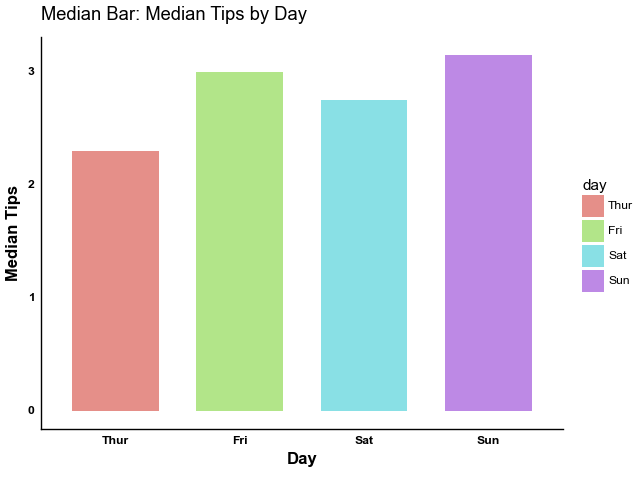 Median Bar: Median Tips by Day
3
2
1
0
Median Tips
Thur
Fri
Sat
Sun
Day
day
Thur
Fri
Sat
Sun